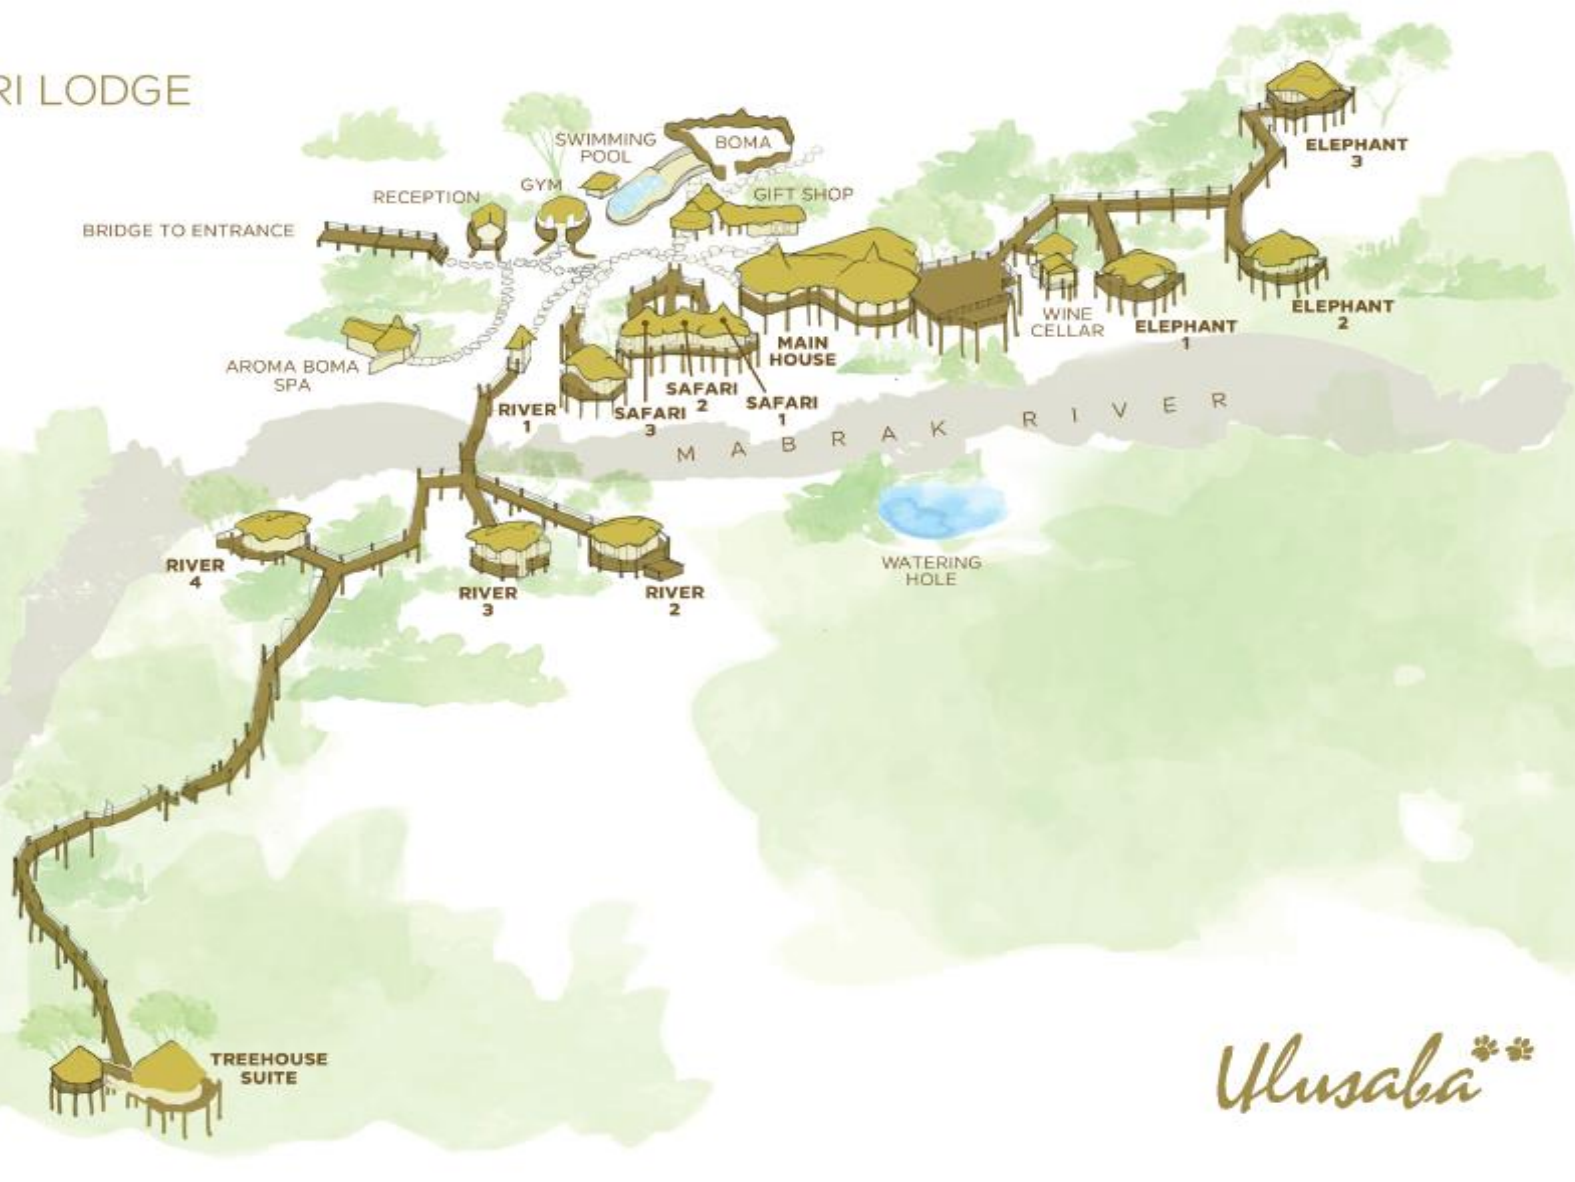 RI LODGE
SWIMMING
POOL
BOMA
GYM
RECEPTION
GIFT SHOP
BRIDGE TO ENTRANCE
ELEPHANT
3
ELEPHANT
2
WINE
CELLAR
ELEPHANT
1
MAIN
HOUSE
AROMA BOMA
SPA
RIVER
1
SAFARI
3
SAFARI
2
SAFARI
1
MABRAK RIVER
RIVER
4
RIVER
3
RIVER
2
WATERING
HOLE
TREEHOUSE
SUITE
Ulusaba